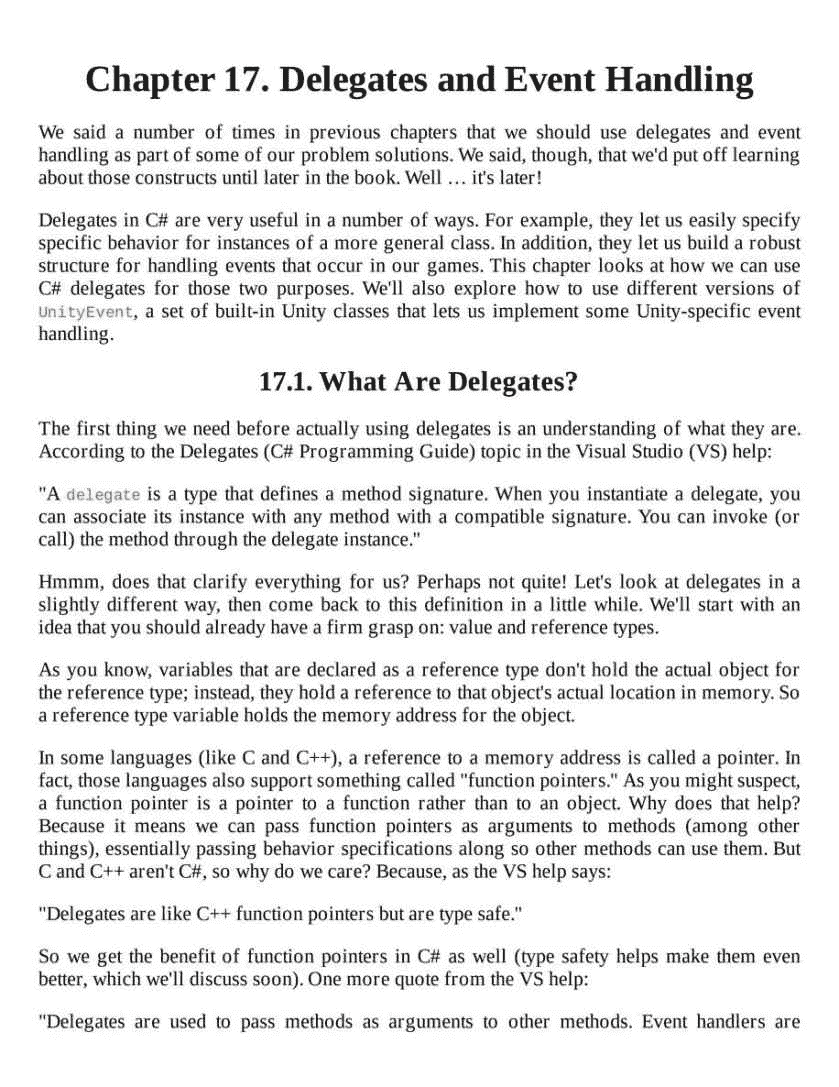 Chapter 17. Delegates and Event Handling
We said a number of times in previous chapters that we should use delegates and event
handling as part of some of our problem solutions. We said, though, that we'd put off learning
about those constructs until later in the book. Well … it's later!
Delegates in C# are very useful in a number of ways. For example, they let us easily specify
specific behavior for instances of a more general class. In addition, they let us build a robust
structure for handling events that occur in our games. This chapter looks at how we can use
C# delegates for those two purposes. We'll also explore how to use different versions of
UnityEvent, a set of built-in Unity classes that lets us implement some Unity-specific event
handling.
17.1. What Are Delegates?
The first thing we need before actually using delegates is an understanding of what they are.
According to the Delegates (C# Programming Guide) topic in the Visual Studio (VS) help:
"A delegate is a type that defines a method signature. When you instantiate a delegate, you
can associate its instance with any method with a compatible signature. You can invoke (or
call) the method through the delegate instance."
Hmmm, does that clarify everything for us? Perhaps not quite! Let's look at delegates in a
slightly different way, then come back to this definition in a little while. We'll start with an
idea that you should already have a firm grasp on: value and reference types.
As you know, variables that are declared as a reference type don't hold the actual object for
the reference type; instead, they hold a reference to that object's actual location in memory. So
a reference type variable holds the memory address for the object.
In some languages (like C and C++), a reference to a memory address is called a pointer. In
fact, those languages also support something called "function pointers." As you might suspect,
a function pointer is a pointer to a function rather than to an object. Why does that help?
Because it means we can pass function pointers as arguments to methods (among other
things), essentially passing behavior specifications along so other methods can use them. But
C and C++ aren't C#, so why do we care? Because, as the VS help says:
"Delegates are like C++ function pointers but are type safe."
So we get the benefit of function pointers in C# as well (type safety helps make them even
better, which we'll discuss soon). One more quote from the VS help:
"Delegates are used to pass methods as arguments to other methods. Event handlers are